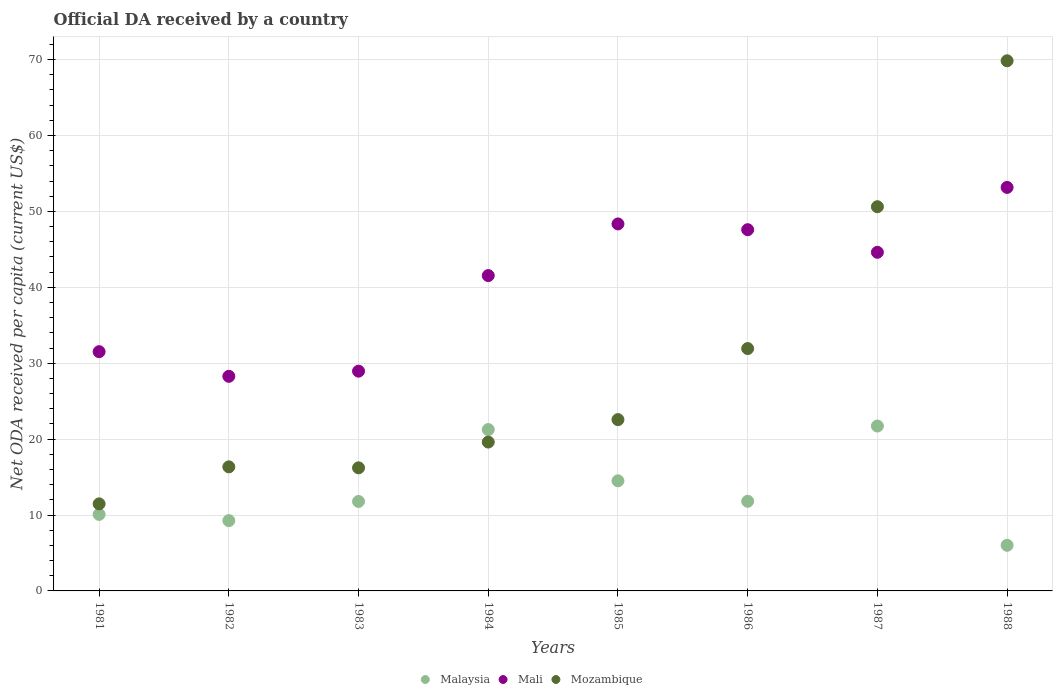 Official DA received by a country
Net ODA received per capita (current US$)
70
60
50
40
30
20
10
0
1981
1982
1983
1984
1985
1986
1987
1988
Years
Malaysia
Mali
Mozambique